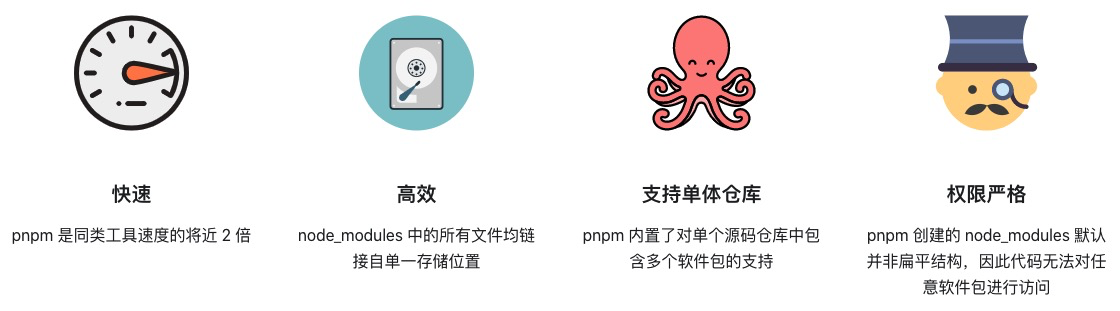 快速
pnpm 是同类工具速度的将近 2 倍
高效
node_modules 中的所有文件均链
接自单一存储位置
支持单体仓库
pnpm 内置了对单个源码仓库中包
含多个软件包的支持
权限严格
pnpm 创建的 node_modules 默认
并非扁平结构，因此代码无法对任
意软件包进行访问